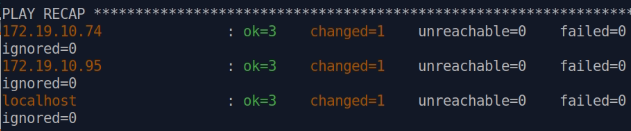 PLAY RECAP *******************************************************************
172.19.10.74 : ok=3 changed=1 unreachable=0 failed=0
ignored=0
172.19.10.95 : ok=3 changed=1 unreachable=0 failed=0
ignored=0
localhost : ok=3 changed=1 unreachable=0 failed=0
ignored=0